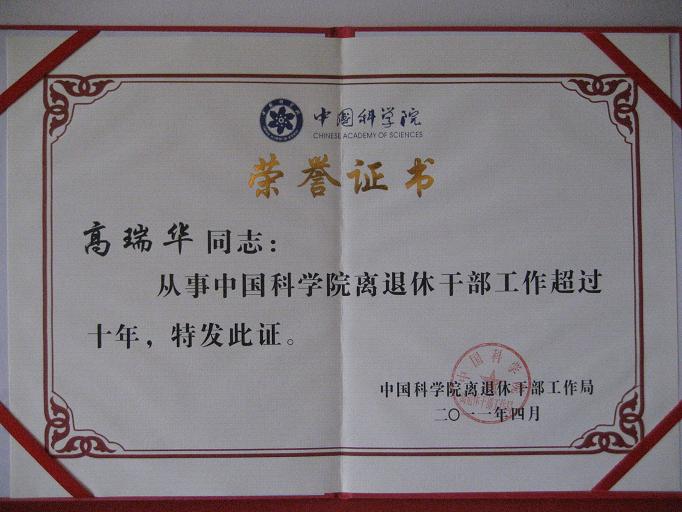 中国科学院
CHINESE ACADEMY OF SCIENCES
荣誉证书
高瑞华 同志：
从事中国科学院离退休干部工作超过
十年，特发此证。
中国科学院离退休干部工作局
二〇一一年四月